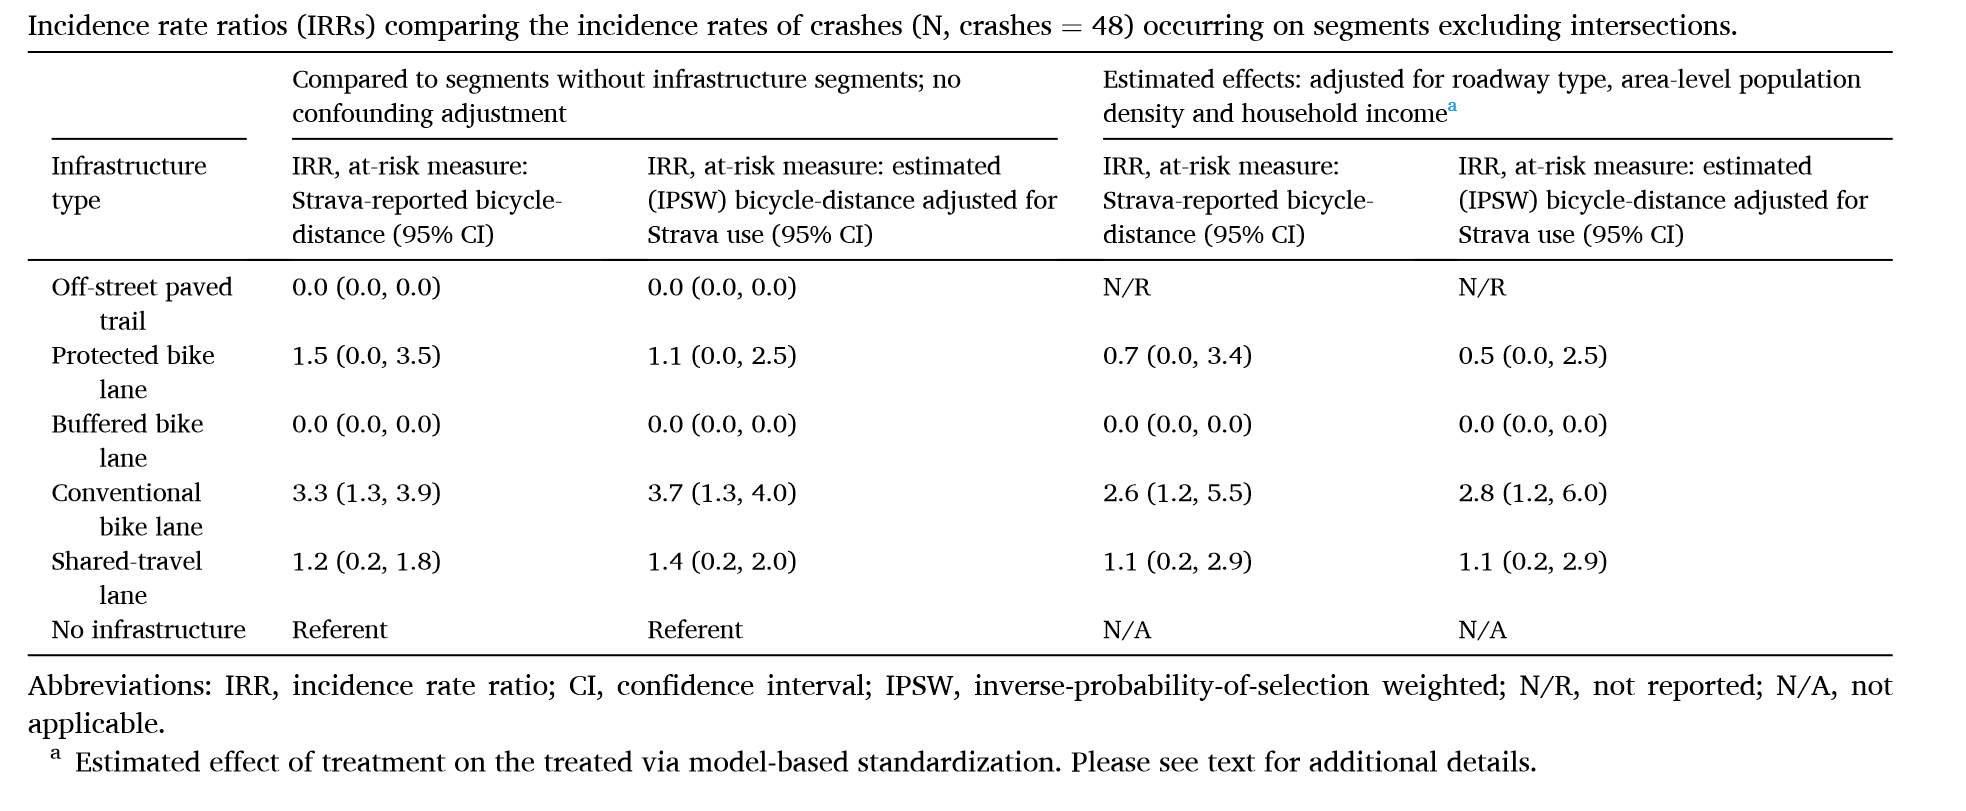 Incidence rate ratios (IRRs) comparing the incidence rates of crashes (N, crashes = 48) occurring on segments excluding intersections.
Compared to segments without infrastructure segments; no confounding adjustment
Estimated effects: adjusted for roadway type, area-level population density and household income^a
Infrastructure type
IRR, at-risk measure: Strava-reported bicycle-distance (95% CI)
IRR, at-risk measure: estimated (IPSW) bicycle-distance adjusted for Strava use (95% CI)
IRR, at-risk measure: Strava-reported bicycle-distance (95% CI)
IRR, at-risk measure: estimated (IPSW) bicycle-distance adjusted for Strava use (95% CI)
Off-street paved trail 0.0 (0.0, 0.0) 0.0 (0.0, 0.0) N/R N/R
Protected bike lane 1.5 (0.0, 3.5) 1.1 (0.0, 2.5) 0.7 (0.0, 3.4) 0.5 (0.0, 2.5)
Buffered bike lane 0.0 (0.0, 0.0) 0.0 (0.0, 0.0) 0.0 (0.0, 0.0) 0.0 (0.0, 0.0)
Conventional bike lane 3.3 (1.3, 3.9) 3.7 (1.3, 4.0) 2.6 (1.2, 5.5) 2.8 (1.2, 6.0)
Shared-travel lane 1.2 (0.2, 1.8) 1.4 (0.2, 2.0) 1.1 (0.2, 2.9) 1.1 (0.2, 2.9)
No infrastructure Referent Referent N/A N/A
Abbreviations: IRR, incidence rate ratio; CI, confidence interval; IPSW, inverse-probability-of-selection weighted; N/R, not reported; N/A, not
applicable.
a Estimated effect of treatment on the treated via model-based standardization. Please see text for additional details.